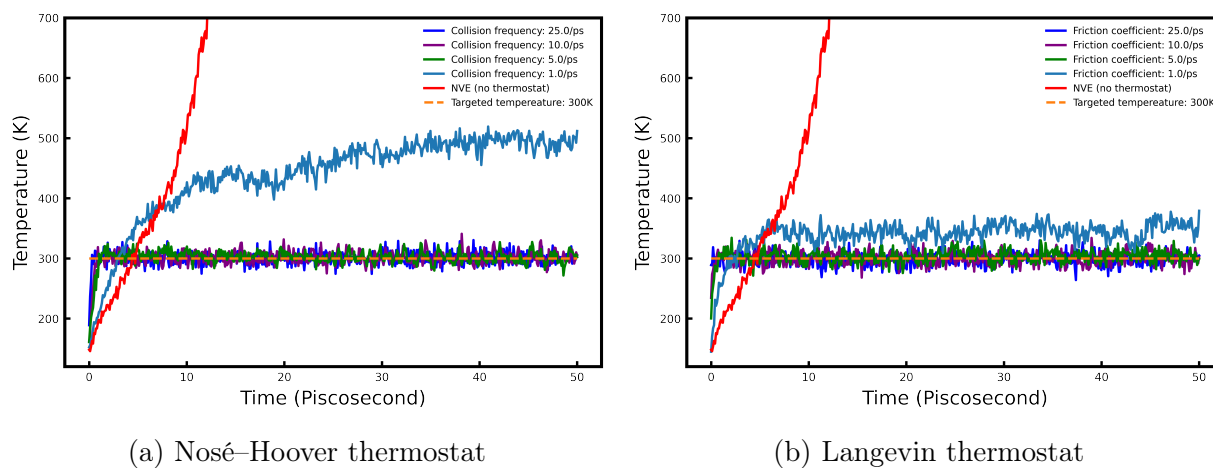 700
600
500
400
300
200
Temperature (K)
0
10
20
30
40
50
Time (Piscosecond)
Collision frequency: 25.0/ps
Collision frequency: 10.0/ps
Collision frequency: 5.0/ps
Collision frequency: 1.0/ps
NVE (no thermostat)
Targeted tempereature: 300K
(a) Nosé–Hoover thermostat
700
600
500
400
300
200
Temperature (K)
0
10
20
30
40
50
Time (Piscosecond)
Friction coefficient: 25.0/ps
Friction coefficient: 10.0/ps
Friction coefficient: 5.0/ps
Friction coefficient: 1.0/ps
NVE (no thermostat)
Targeted tempereature: 300K
(b) Langevin thermostat